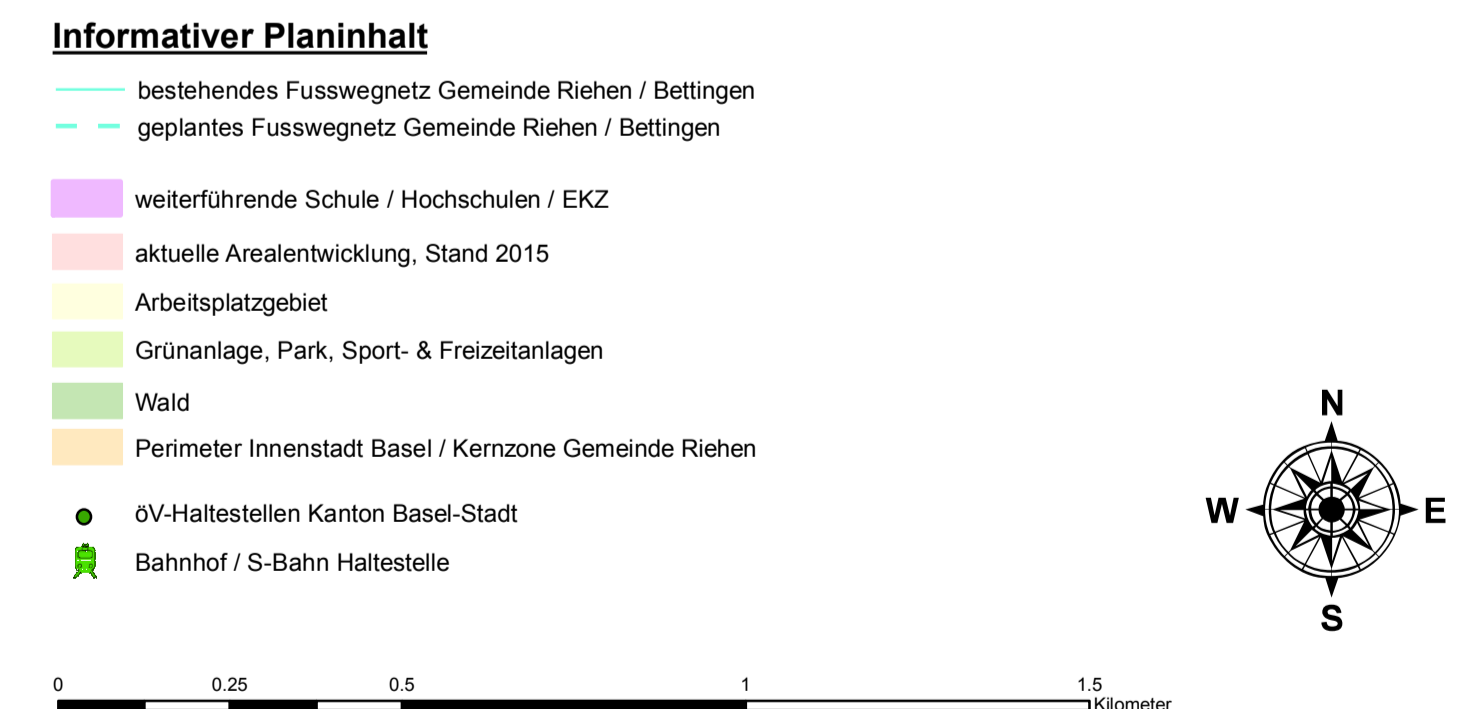 Informativer Planinhalt
bestehendes Fusswegnetz Gemeinde Riehen / Bettingen
geplantes Fusswegnetz Gemeinde Riehen / Bettingen
weiterführende Schule / Hochschulen / EKZ
aktuelle Arealentwicklung, Stand 2015
Arbeitsplatzgebiet
Grünanlage, Park, Sport- & Freizeitanlagen
Wald
Perimeter Innenstadt Basel / Kernzone Gemeinde Riehen
öV-Haltestellen Kanton Basel-Stadt
Bahnhof / S-Bahn Haltestelle
N
W E
S
0 0.25 0.5 1 1.5
Kilometer